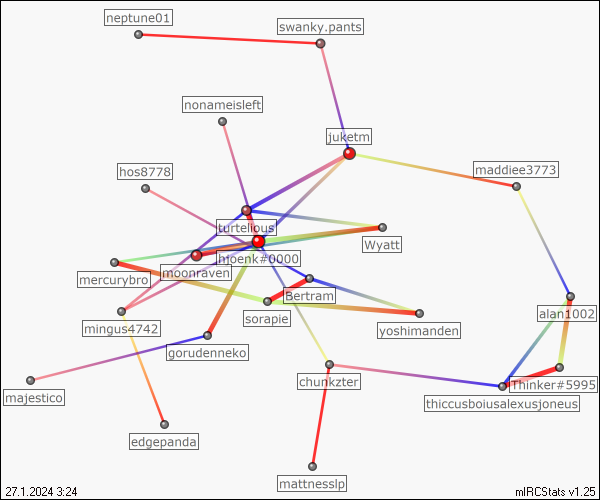 neptune01
swanky.pants
nonameisleft
juketm
hos8778
maddiee3773
turtelious
Wyatt
bjoenk#0000
moonraven
mercurybro
Bertram
sorapie
alan1002
mingus4742
yoshimanden
gorudenneko
chunkzter
Thinker#5995
majestico
thiccusboiusalexusjoneus
edgepanda
mattnesslp
27.1.2024 3:24
mIRCStats v1.25